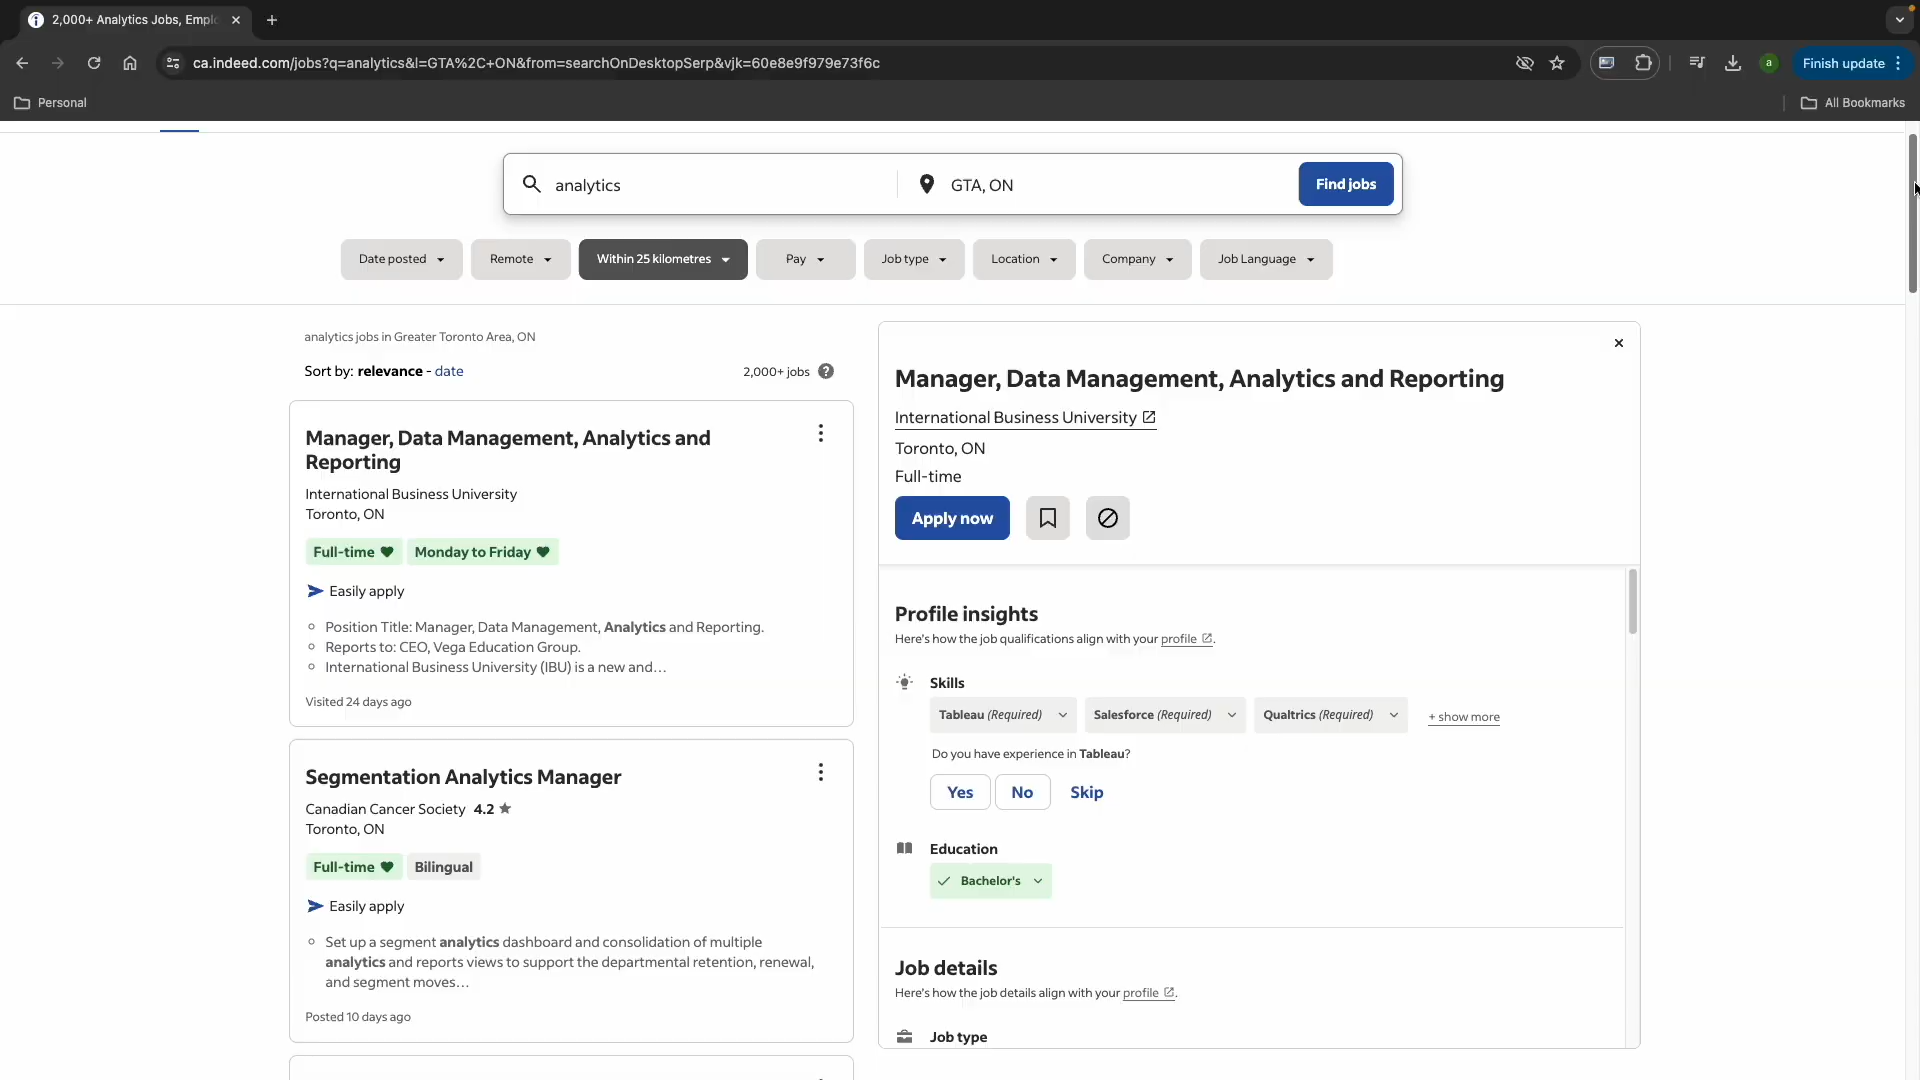 2,000+ Analytics Jobs, Emplo
ca.indeed.com/jobs?q=analytics&l=GTA%2C+ON&from=searchOnDesktopSerp&vjk=60e8e9f979e73f6c
a
Finish update
Personal
All Bookmarks
analytics
GTA, ON
Find jobs
Date posted
Remote
Within 25 kilometres
Pay
Job type
Location
Company
Job Language
analytics jobs in Greater Toronto Area, ON
Sort by: relevance - date
2,000+ jobs ?
Manager, Data Management, Analytics and
Reporting
International Business University
Toronto, ON
Full-time
Monday to Friday
Easily apply
Position Title: Manager, Data Management, Analytics and Reporting.
Reports to: CEO, Vega Education Group.
International Business University (IBU) is a new and…
Visited 24 days ago
Segmentation Analytics Manager
Canadian Cancer Society 4.2
Toronto, ON
Full-time
Bilingual
Easily apply
Set up a segment analytics dashboard and consolidation of multiple
analytics and reports views to support the departmental retention, renewal,
and segment moves…
Posted 10 days ago
Manager, Data Management, Analytics and Reporting
International Business University
Toronto, ON
Full-time
Apply now
Profile insights
Here's how the job qualifications align with your profile.
Skills
Tableau (Required)
Salesforce (Required)
Qualtrics (Required)
+ show more
Do you have experience in Tableau?
Yes
No
Skip
Education
Bachelor's
Job details
Here's how the job details align with your profile.
Job type